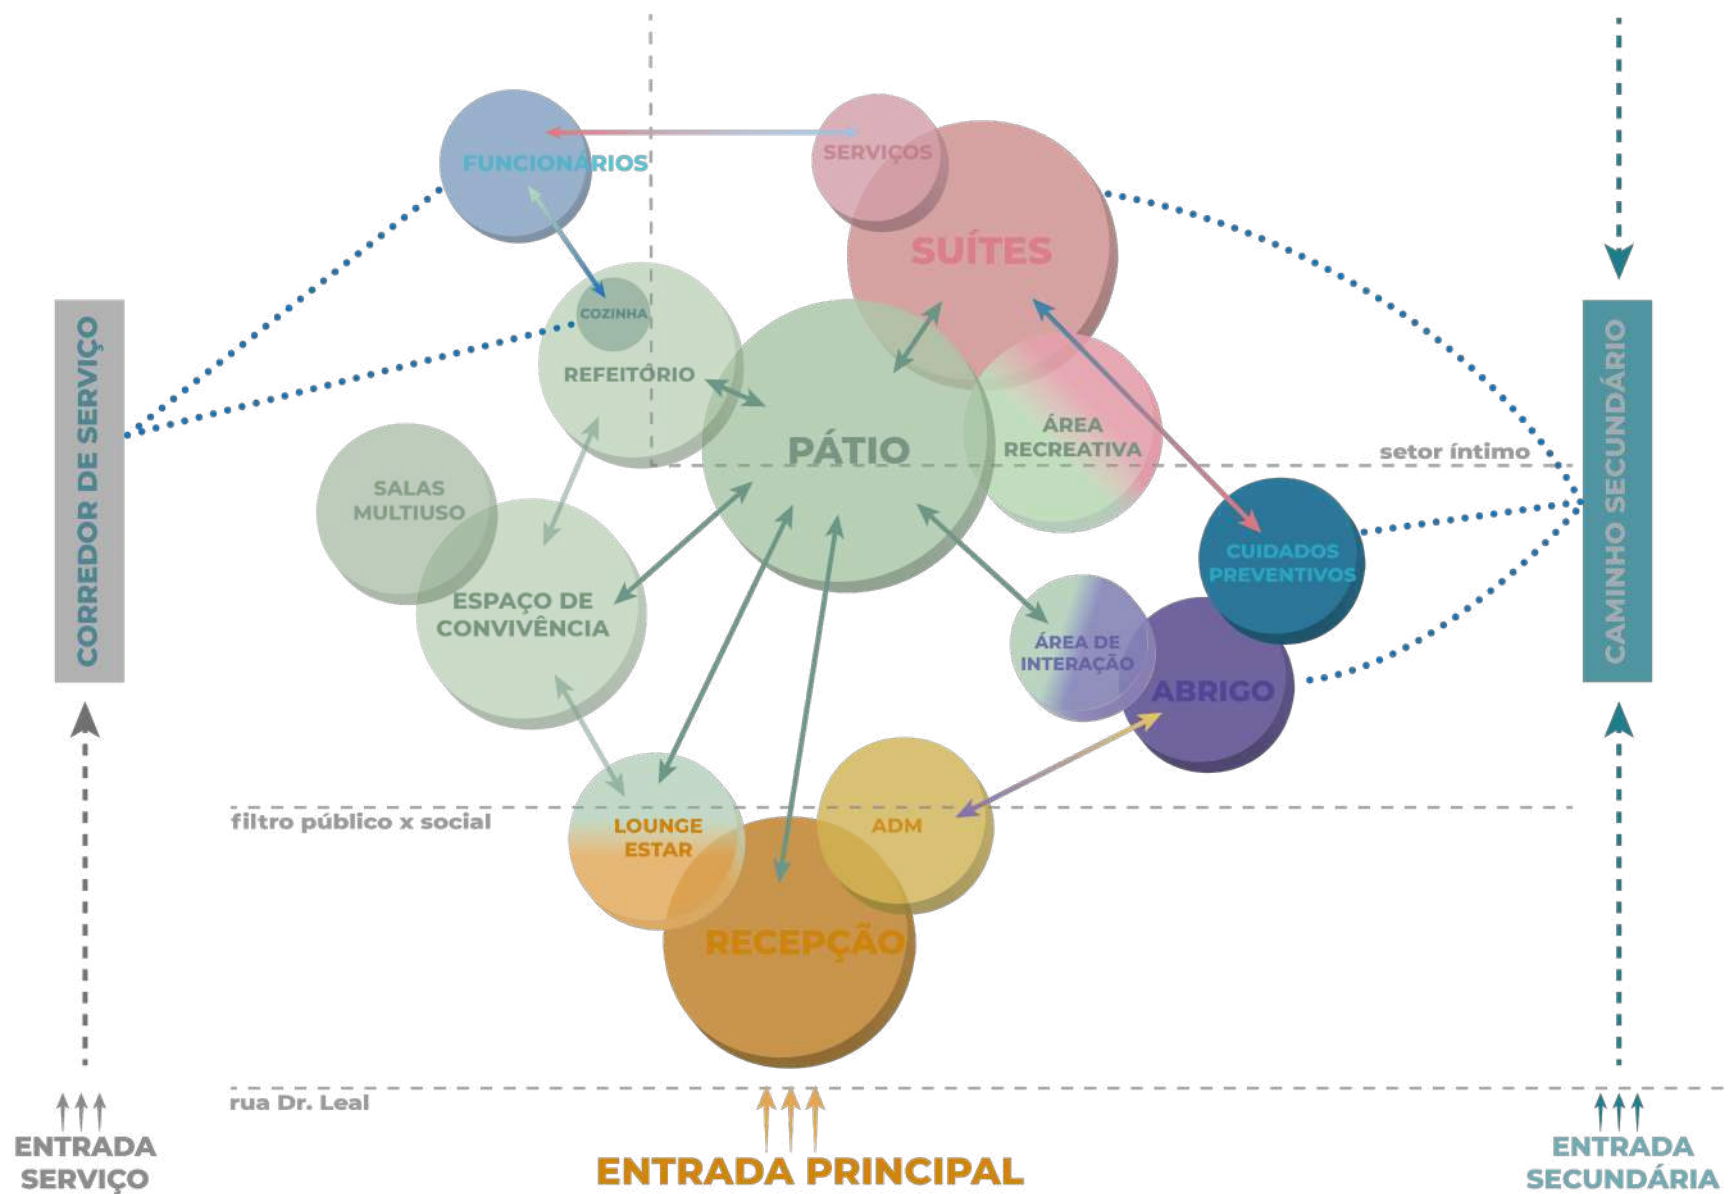 FUNCIONÁRIOS
SERVIÇOS
SUÍTES
COZINHA
REFEITÓRIO
PÁTIO
ÁREA
RECREATIVA
setor íntimo
CORREDOR DE SERVIÇO
CAMINHO SECUNDÁRIO
SALAS
MULTIUSO
ESPAÇO DE
CONVIVÊNCIA
CUIDADOS
PREVENTIVOS
ÁREA DE
INTERAÇÃO
ABRIGO
filtro público x social
LOUNGE
ESTAR
ADM
RECEPÇÃO
rua Dr. Leal
ENTRADA
SERVIÇO
ENTRADA PRINCIPAL
ENTRADA
SECUNDÁRIA